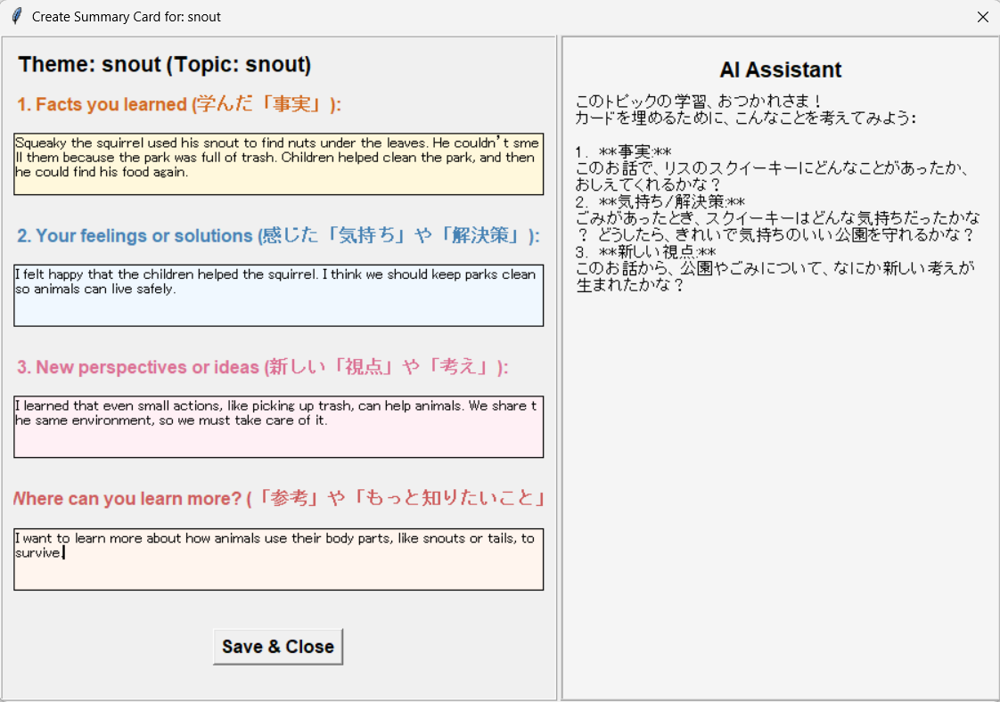 Create Summary Card for: snout
Theme: snout (Topic: snout)
1. Facts you learned (学んだ「事実」):
Squeaky the squirrel used his snout to find nuts under the leaves. He couldn't sme
ll them because the park was full of trash. Children helped clean the park, and then
he could find his food again.
2. Your feelings or solutions (感じた「気持ち」や「解決策」):
I felt happy that the children helped the squirrel. I think we should keep parks clean
so animals can live safely.
3. New perspectives or ideas (新しい「視点」や「考え」):
I learned that even small actions, like picking up trash, can help animals. We share t
he same environment, so we must take care of it.
Where can you learn more? (「参考」や「もっと知りたいこと」
I want to learn more about how animals use their body parts, like snouts or tails, to
survive.
Save & Close
AI Assistant
このトピックの学習、おつかれさま！
カードを埋めるために、こんなことを考えてみよう:
1. **事実:**
このお話で、リスのスクイーキーにどんなことがあったか、
おしえてくれるかな？
2. **気持ち/解決策:**
ごみがあったとき、スクイーキーはどんな気持ちだったかな
？ どうしたら、きれいで気持ちのいい公園を守れるかな？
3. **新しい視点:**
このお話から、公園やごみについて、なにか新しい考えが
生まれたかな？